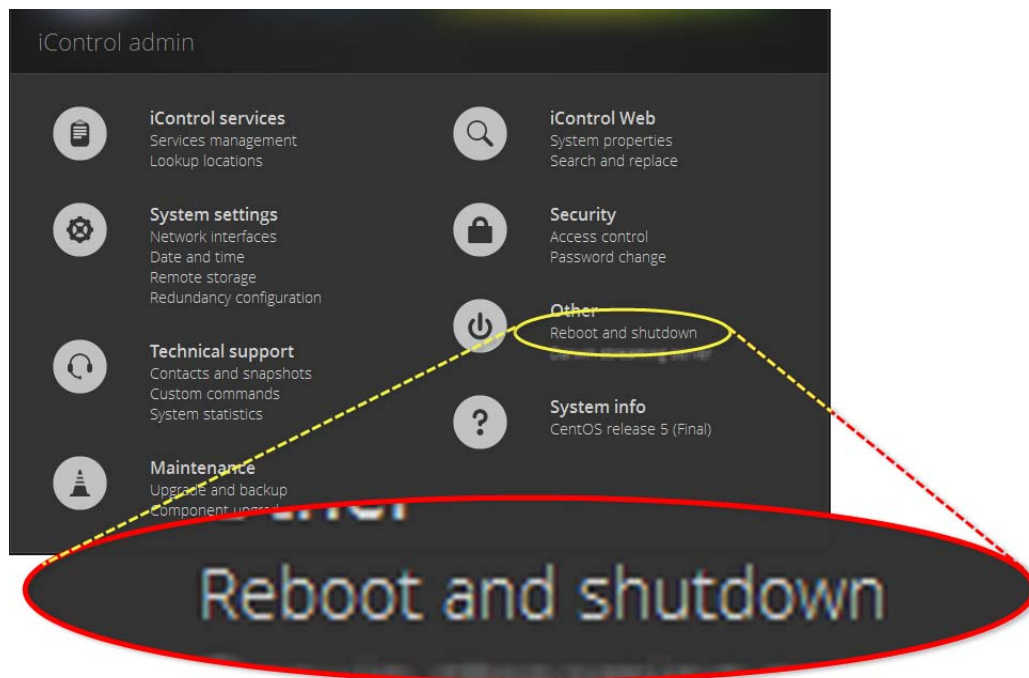 iControl admin
iControl services
Services management
Lookup locations
System settings
Network interfaces
Date and time
Remote storage
Redundancy configuration
Technical support
Contacts and snapshots
Custom commands
System statistics
Maintenance
Upgrade and backup
Component
iControl Web
System properties
Search and replace
Security
Access control
Password change
Other
Reboot and shutdown
System info
CentOS release 5 (Final)
Reboot and shutdown